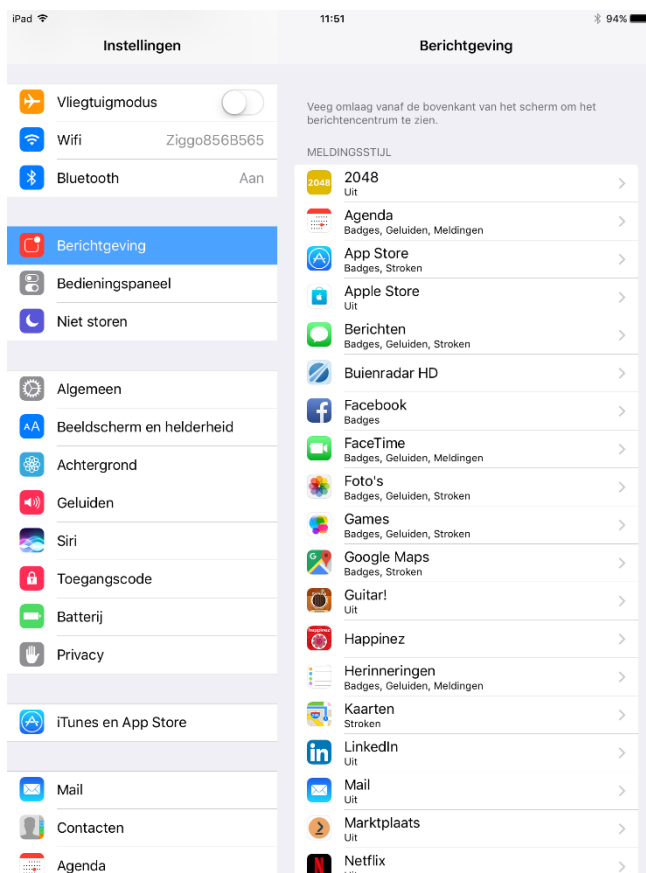 iPad
11:51
94%
Instellingen
Berichtgeving
Vliegtuigmodus
Wifi Ziggo856B565
Bluetooth Aan
Berichtgeving
Bedieningspaneel
Niet storen
Algemeen
AA Beeldscherm en helderheid
Achtergrond
Geluiden
Siri
Toegangscode
Batterij
Privacy
iTunes en App Store
Mail
Contacten
Agenda
Veeg omlaag vanaf de bovenkant van het scherm om het
berichtencentrum te zien.
MELDINGSSTIJL
2048 2048
Uit
Agenda
Badges, Geluiden, Meldingen
App Store
Badges, Stroken
Apple Store
Uit
Berichten
Badges, Geluiden, Stroken
Buienradar HD
Facebook
Badges
FaceTime
Badges, Geluiden, Meldingen
Foto's
Badges, Geluiden, Stroken
Games
Badges, Geluiden, Stroken
Google Maps
Badges, Stroken
Guitar!
Uit
Happinez
Herinneringen
Badges, Geluiden, Meldingen
Kaarten
Stroken
in LinkedIn
Uit
Mail
Uit
Marktplaats
Uit
N Netflix